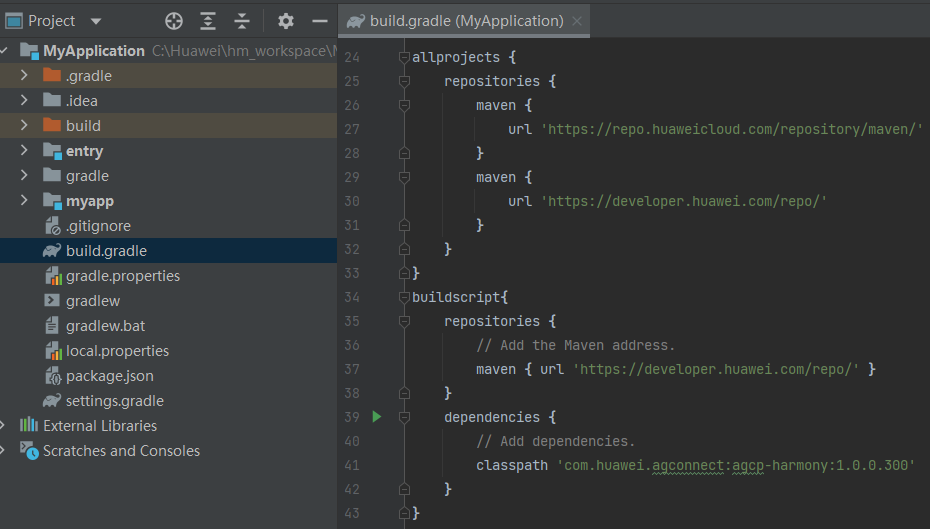 Project
build.gradle (MyApplication)
MyApplication C:\Huawei\hm_workspace\
.gradle
.idea
build
entry
gradle
myapp
.gitignore
build.gradle
gradle.properties
gradlew
gradlew.bat
local.properties
package.json
settings.gradle
External Libraries
Scratches and Consoles
24 allprojects {
25 repositories {
26 maven {
27 url 'https://repo.huaweicloud.com/repository/maven/'
28 }
29 maven {
30 url 'https://developer.huawei.com/repo/'
31 }
32 }
33 }
34 buildscript{
35 repositories {
36 // Add the Maven address.
37 maven { url 'https://developer.huawei.com/repo/' }
38 }
39 dependencies {
40 // Add dependencies.
41 classpath 'com.huawei.agconnect:agcp-harmony:1.0.0.300'
42 }
43 }